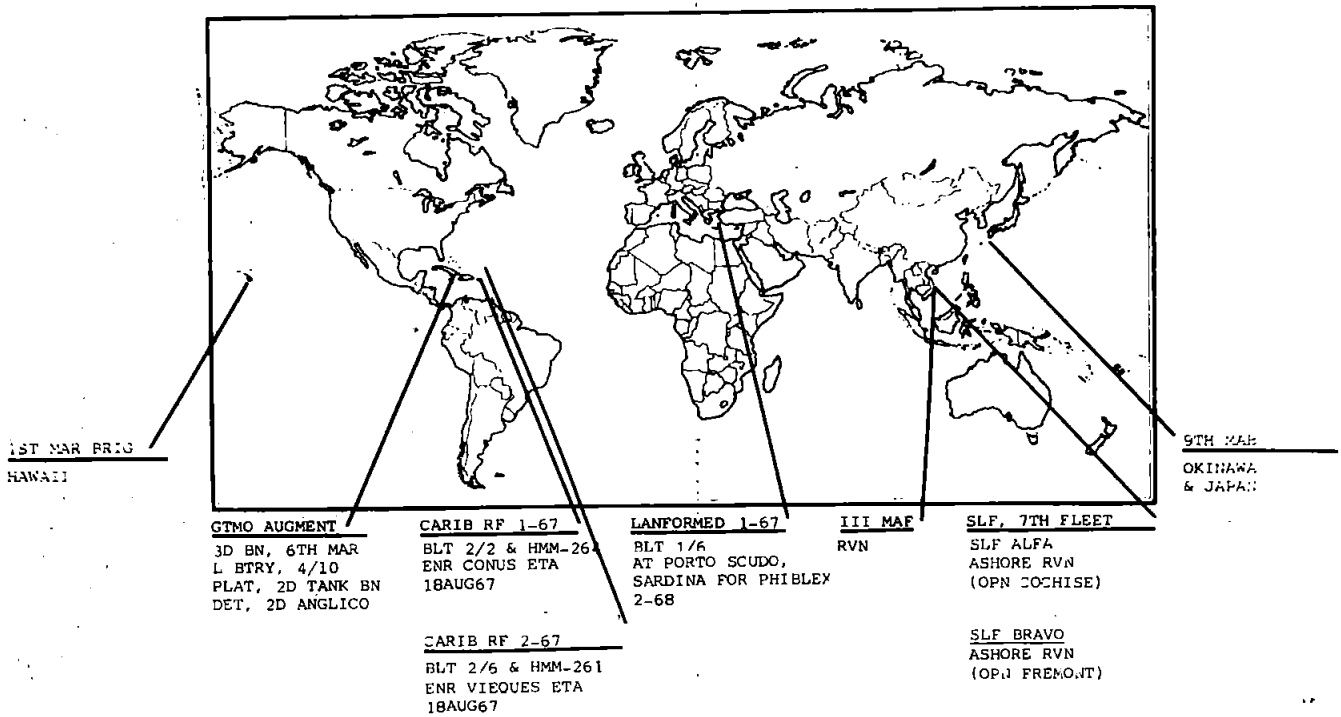 1ST MAR BRIG
HAWAII
GTMO AUGMENT
3D BN, 6TH MAR
L BTRY, 4/10
PLAT, 2D TANK BN
DET, 2D ANGLICO
CARIB RF 1-67
BLT 2/2 & HMM-264
ENR CONUS ETA
18AUG67
CARIB RF 2-67
BLT 2/6 & HMM-261
ENR VIEQUES ETA
18AUG67
LANFORMED 1-67
BLT 1/6
AT PORTO SCUDO,
SARDINA FOR PHIBLEX
2-68
III MAF
RVN
SLF, 7TH FLEET
SLF ALFA
ASHORE RVN
(OPN COCHISE)
SLF BRAVO
ASHORE RVN
(OPN FREMONT)
9TH MAB
OKINAWA
& JAPAN